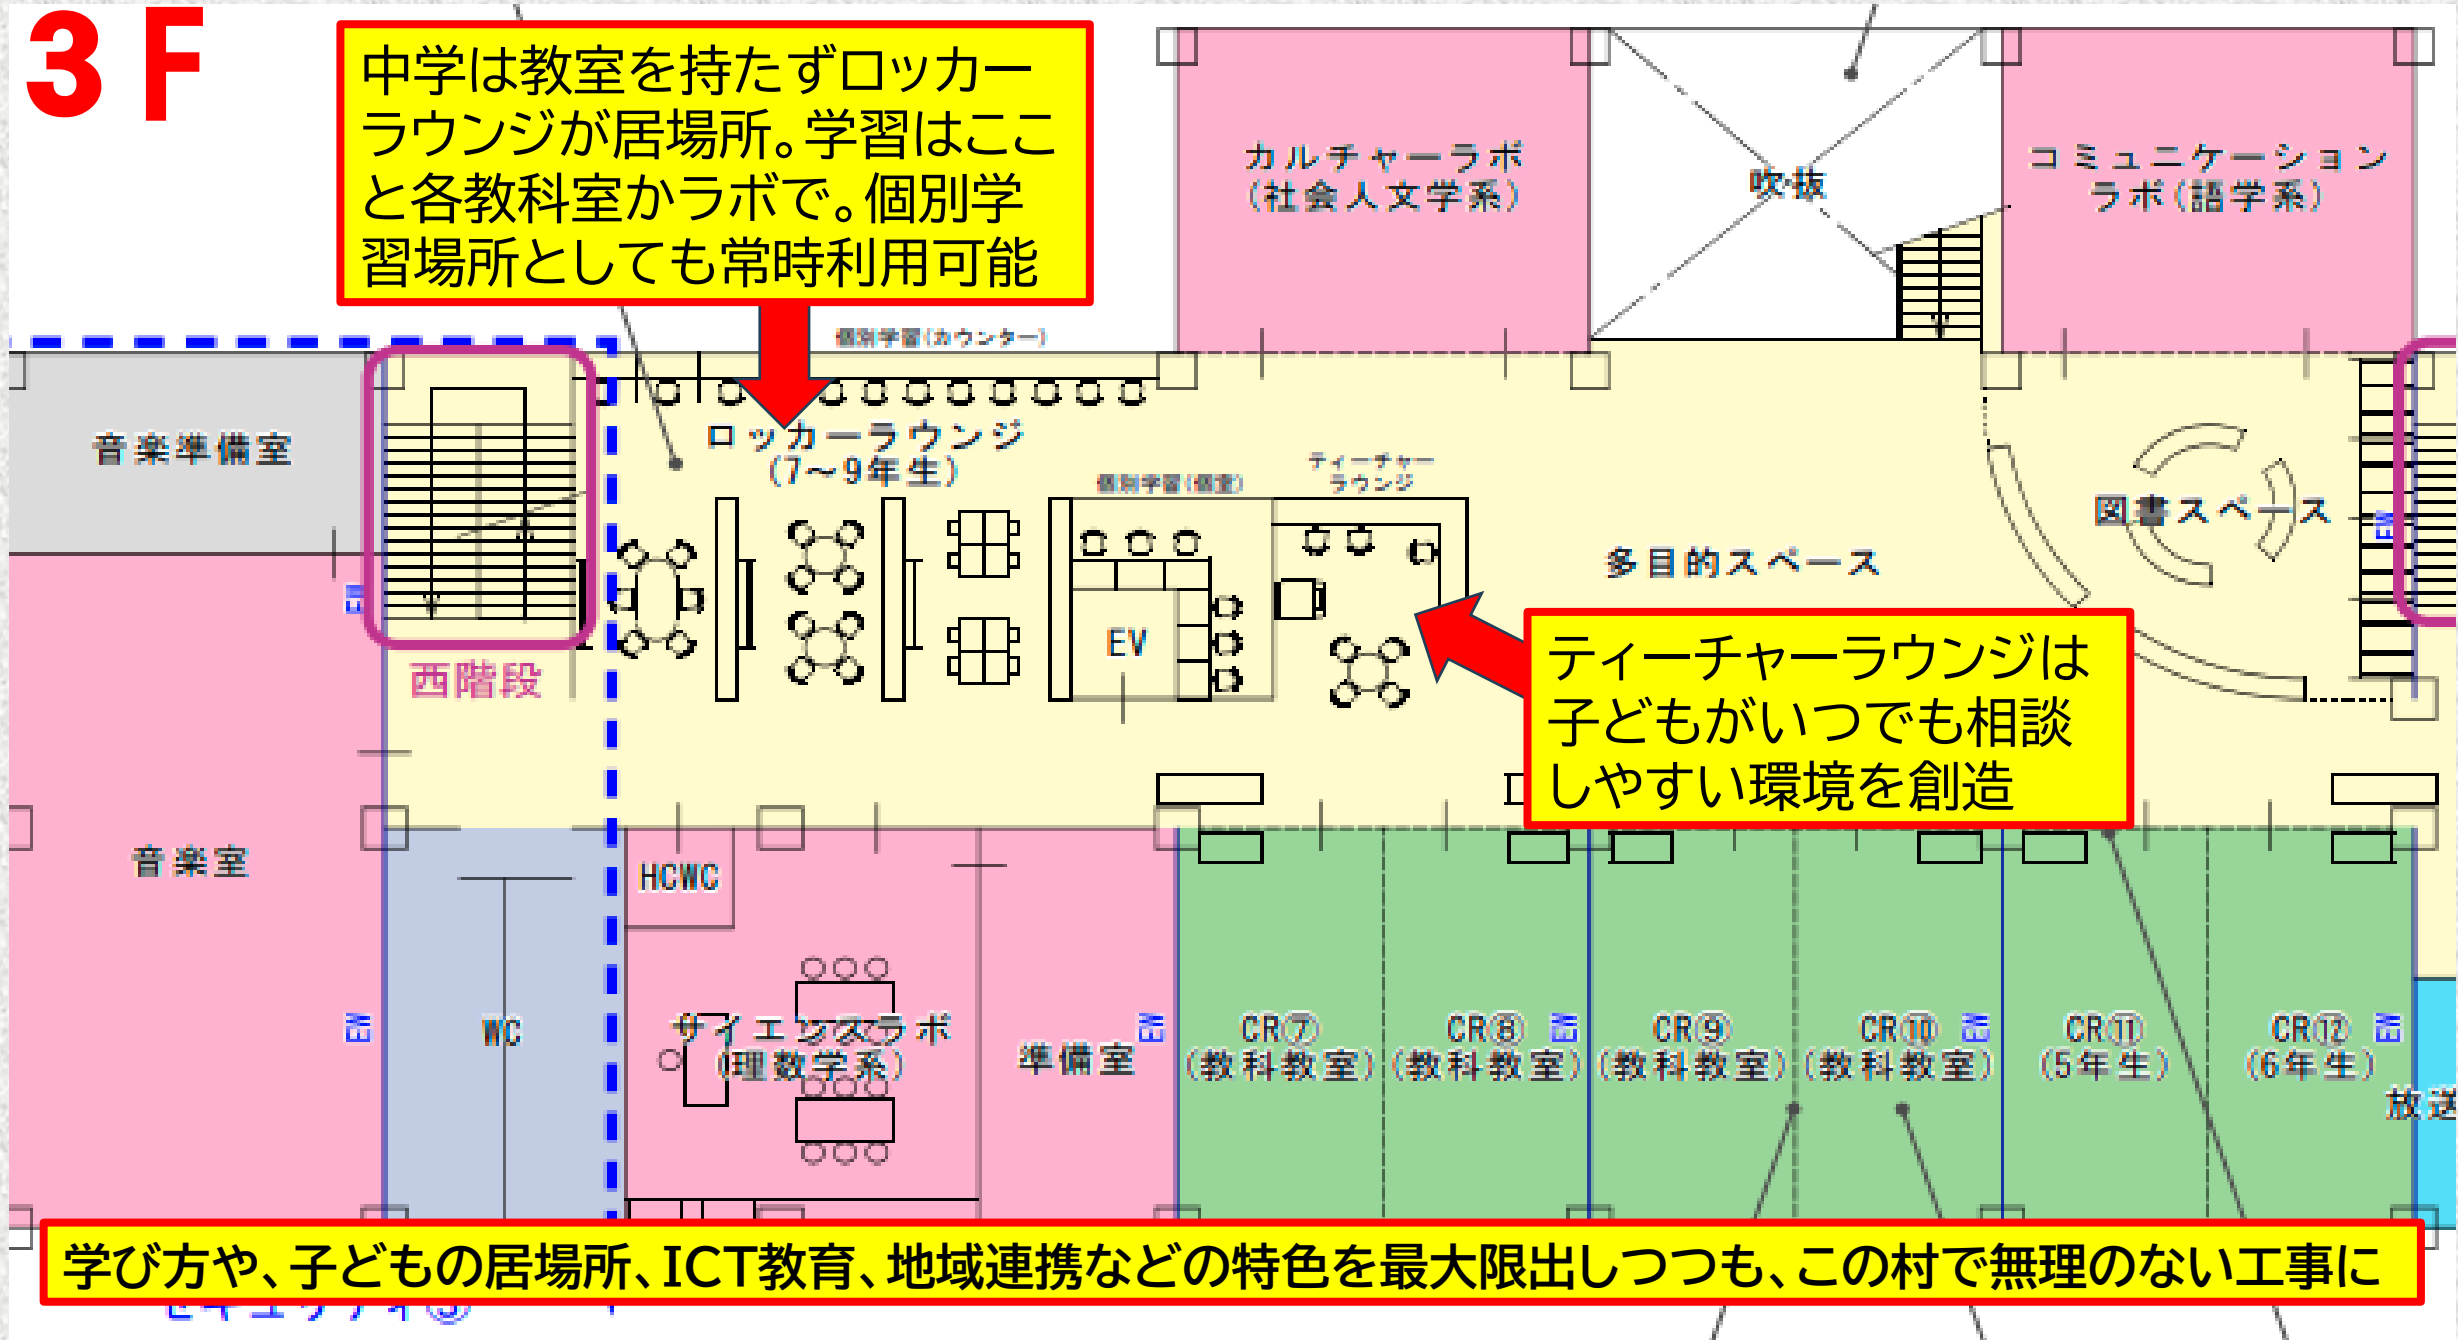 3F
中学は教室を持たずロッカー
ラウンジが居場所。学習はここ
と各教科室かラボで。個別学
習場所としても常時利用可能
カルチャーラボ
(社会人文学系)
吹抜
コミュニケーション
ラボ(語学系)
個別学習(カウンター)
音楽準備室
ロッカーラウンジ
(7～9年生)
個別学習(個室)
ティーチャー
ラウンジ
図書スペース
EW
多目的スペース
EW
EV
西階段
ティーチャーラウンジは
子どもがいつでも相談
しやすい環境を創造
音楽室
HCWC
EW
WC
サイエンスラボ
(理数学系)
準備室
EW
CR⑦
(教科教室)
CR⑧
(教科教室)
EW
CR⑨
(教科教室)
CR⑩
(教科教室)
EW
CR⑪
(5年生)
CR⑫
(6年生)
EW
放送
学び方や、子どもの居場所、ICT教育、地域連携などの特色を最大限出しつつも、この村で無理のない工事に